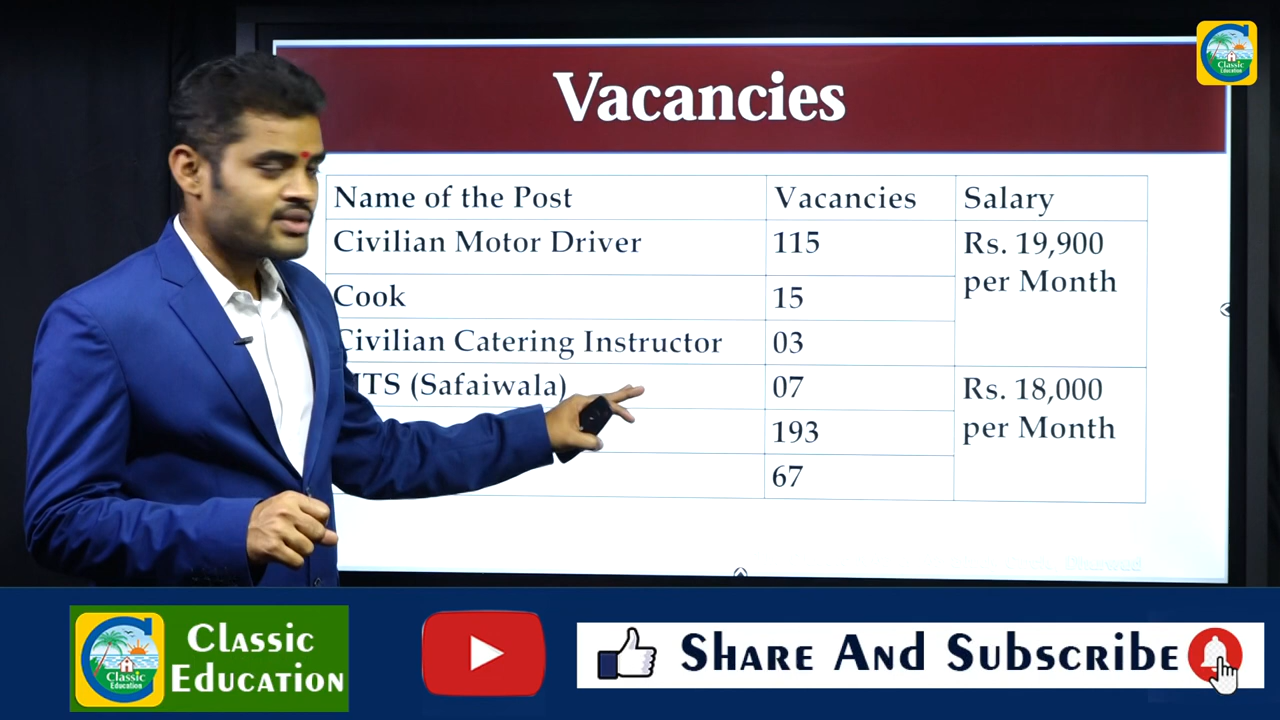 Classic
Education
Vacancies
Name of the Post Vacancies Salary
Civilian Motor Driver 115 Rs. 19,900
per Month
Cook 15
Civilian Catering Instructor 03
(Safaiwala) 07 Rs. 18,000
per Month
193
67
Classic
Education
Classic
Education
Share And Subscribe